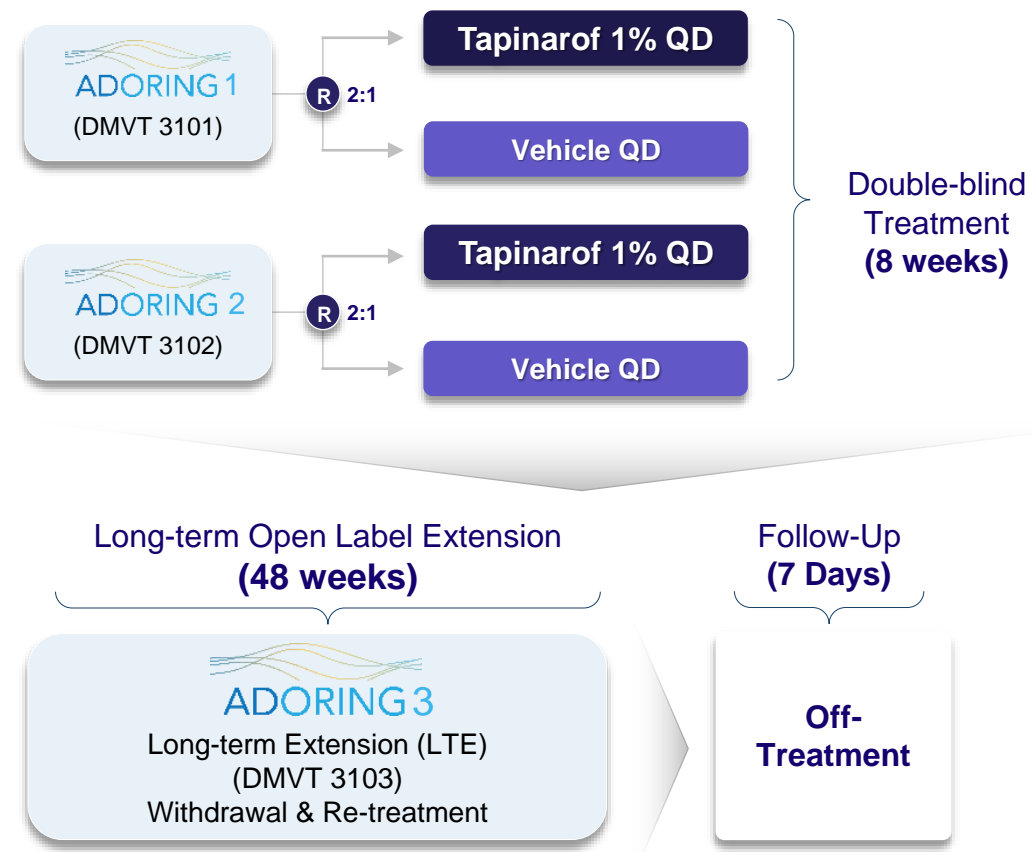 ADORING 1
(DMVT 3101)
R 2:1
Tapinarof 1% QD
Vehicle QD
ADORING 2
(DMVT 3102)
R 2:1
Tapinarof 1% QD
Vehicle QD
Double-blind
Treatment
(8 weeks)
Long-term Open Label Extension
(48 weeks)
ADORING 3
Long-term Extension (LTE)
(DMVT 3103)
Withdrawal & Re-treatment
Follow-Up
(7 Days)
Off-
Treatment